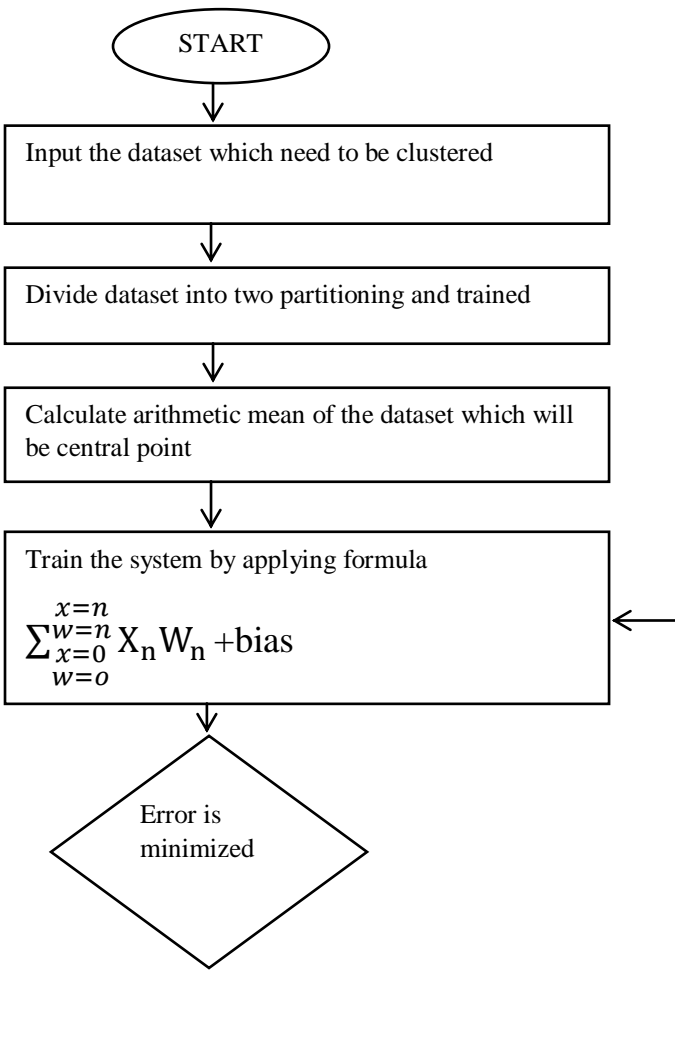 START
Input the dataset which need to be clustered
Divide dataset into two partitioning and trained
Calculate arithmetic mean of the dataset which will
be central point
Train the system by applying formula
x=n
w=n
∑ XₙWₙ +bias
x=0
w=o
Error is
minimized